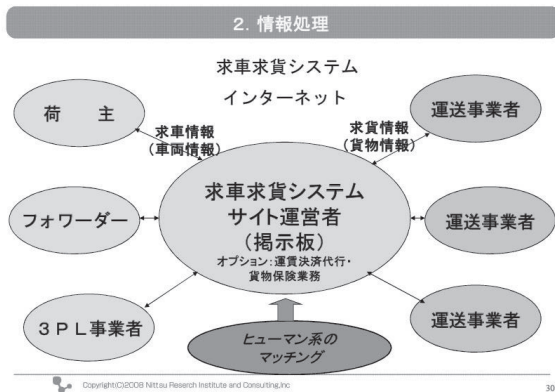 2. 情報処理
求車求貨システム
インターネット
荷　主
求車情報
（車両情報）
求貨情報
（貨物情報）
運送事業者
求車求貨システム
サイト運営者
（掲示板）
オプション：運賃決済代行・
貨物保険業務
フォワーダー
運送事業者
３ＰＬ事業者
運送事業者
ヒューマン系の
マッチング
Copyright(C)2008 Nittsu Reserch Institute and Consulting,Inc
30